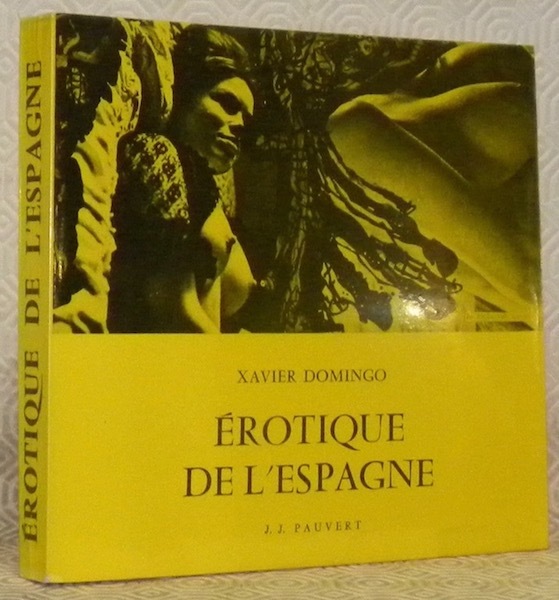 ÉROTIQUE DE L'ESPAGNE
XAVIER DOMINGO
ÉROTIQUE
DE L'ESPAGNE
J. J. PAUVERT